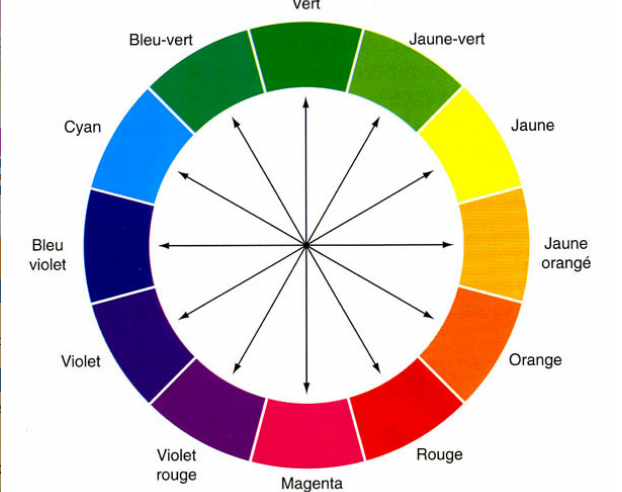 Vert
Bleu-vert
Jaune-vert
Cyan
Jaune
Bleu
violet
Jaune
orangé
Violet
Orange
Violet
rouge
Rouge
Magenta